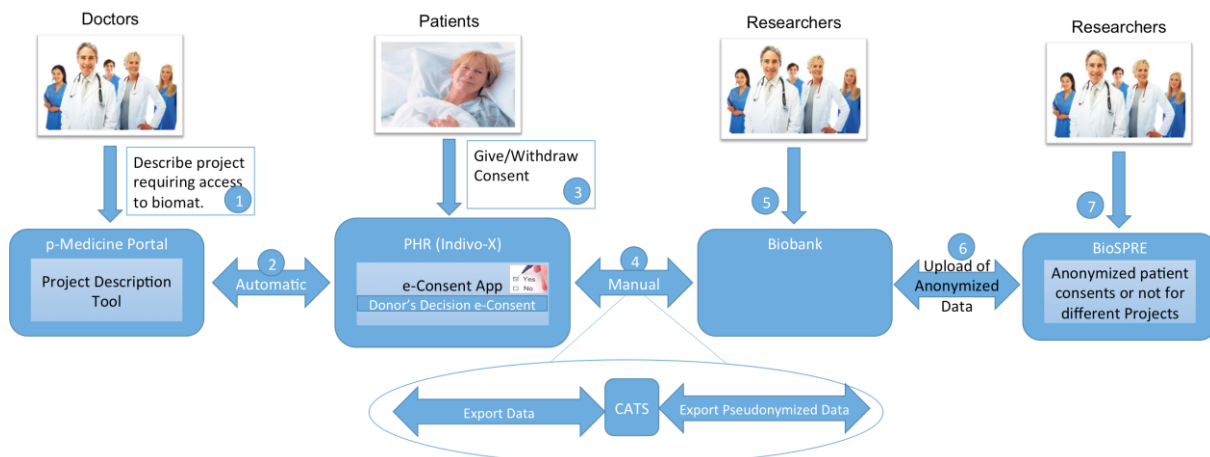 Doctors
Patients
Researchers
Researchers
Describe project
requiring access
to biomat.
1
Give/Withdraw
Consent
3
5
7
p-Medicine Portal
Project Description
Tool
2
Automatic
PHR (Indivo-X)
e-Consent App
Yes
No
Donor's Decision e-Consent
4
Manual
Biobank
6
Upload of
Anonymized
Data
BioSPRE
Anonymized patient
consents or not for
different Projects
Export Data
CATS
Export Pseudonymized Data